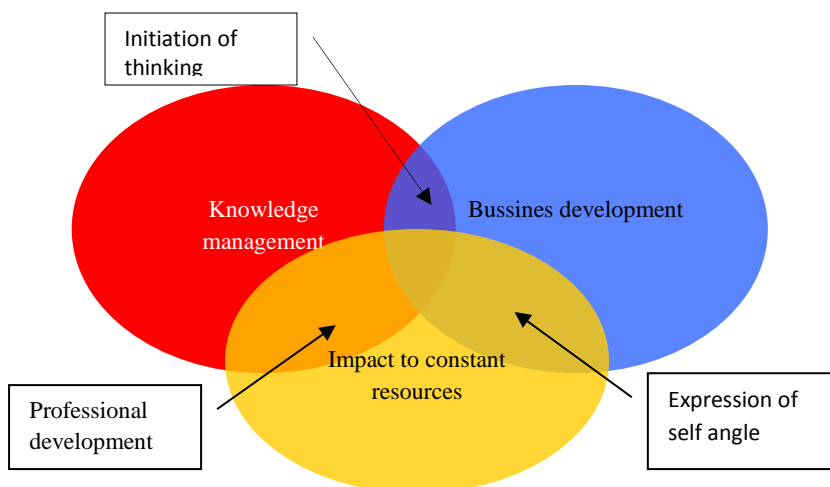 Initiation of
thinking
Knowledge
management
Bussines development
Impact to constant
resources
Professional
development
Expression of
self angle